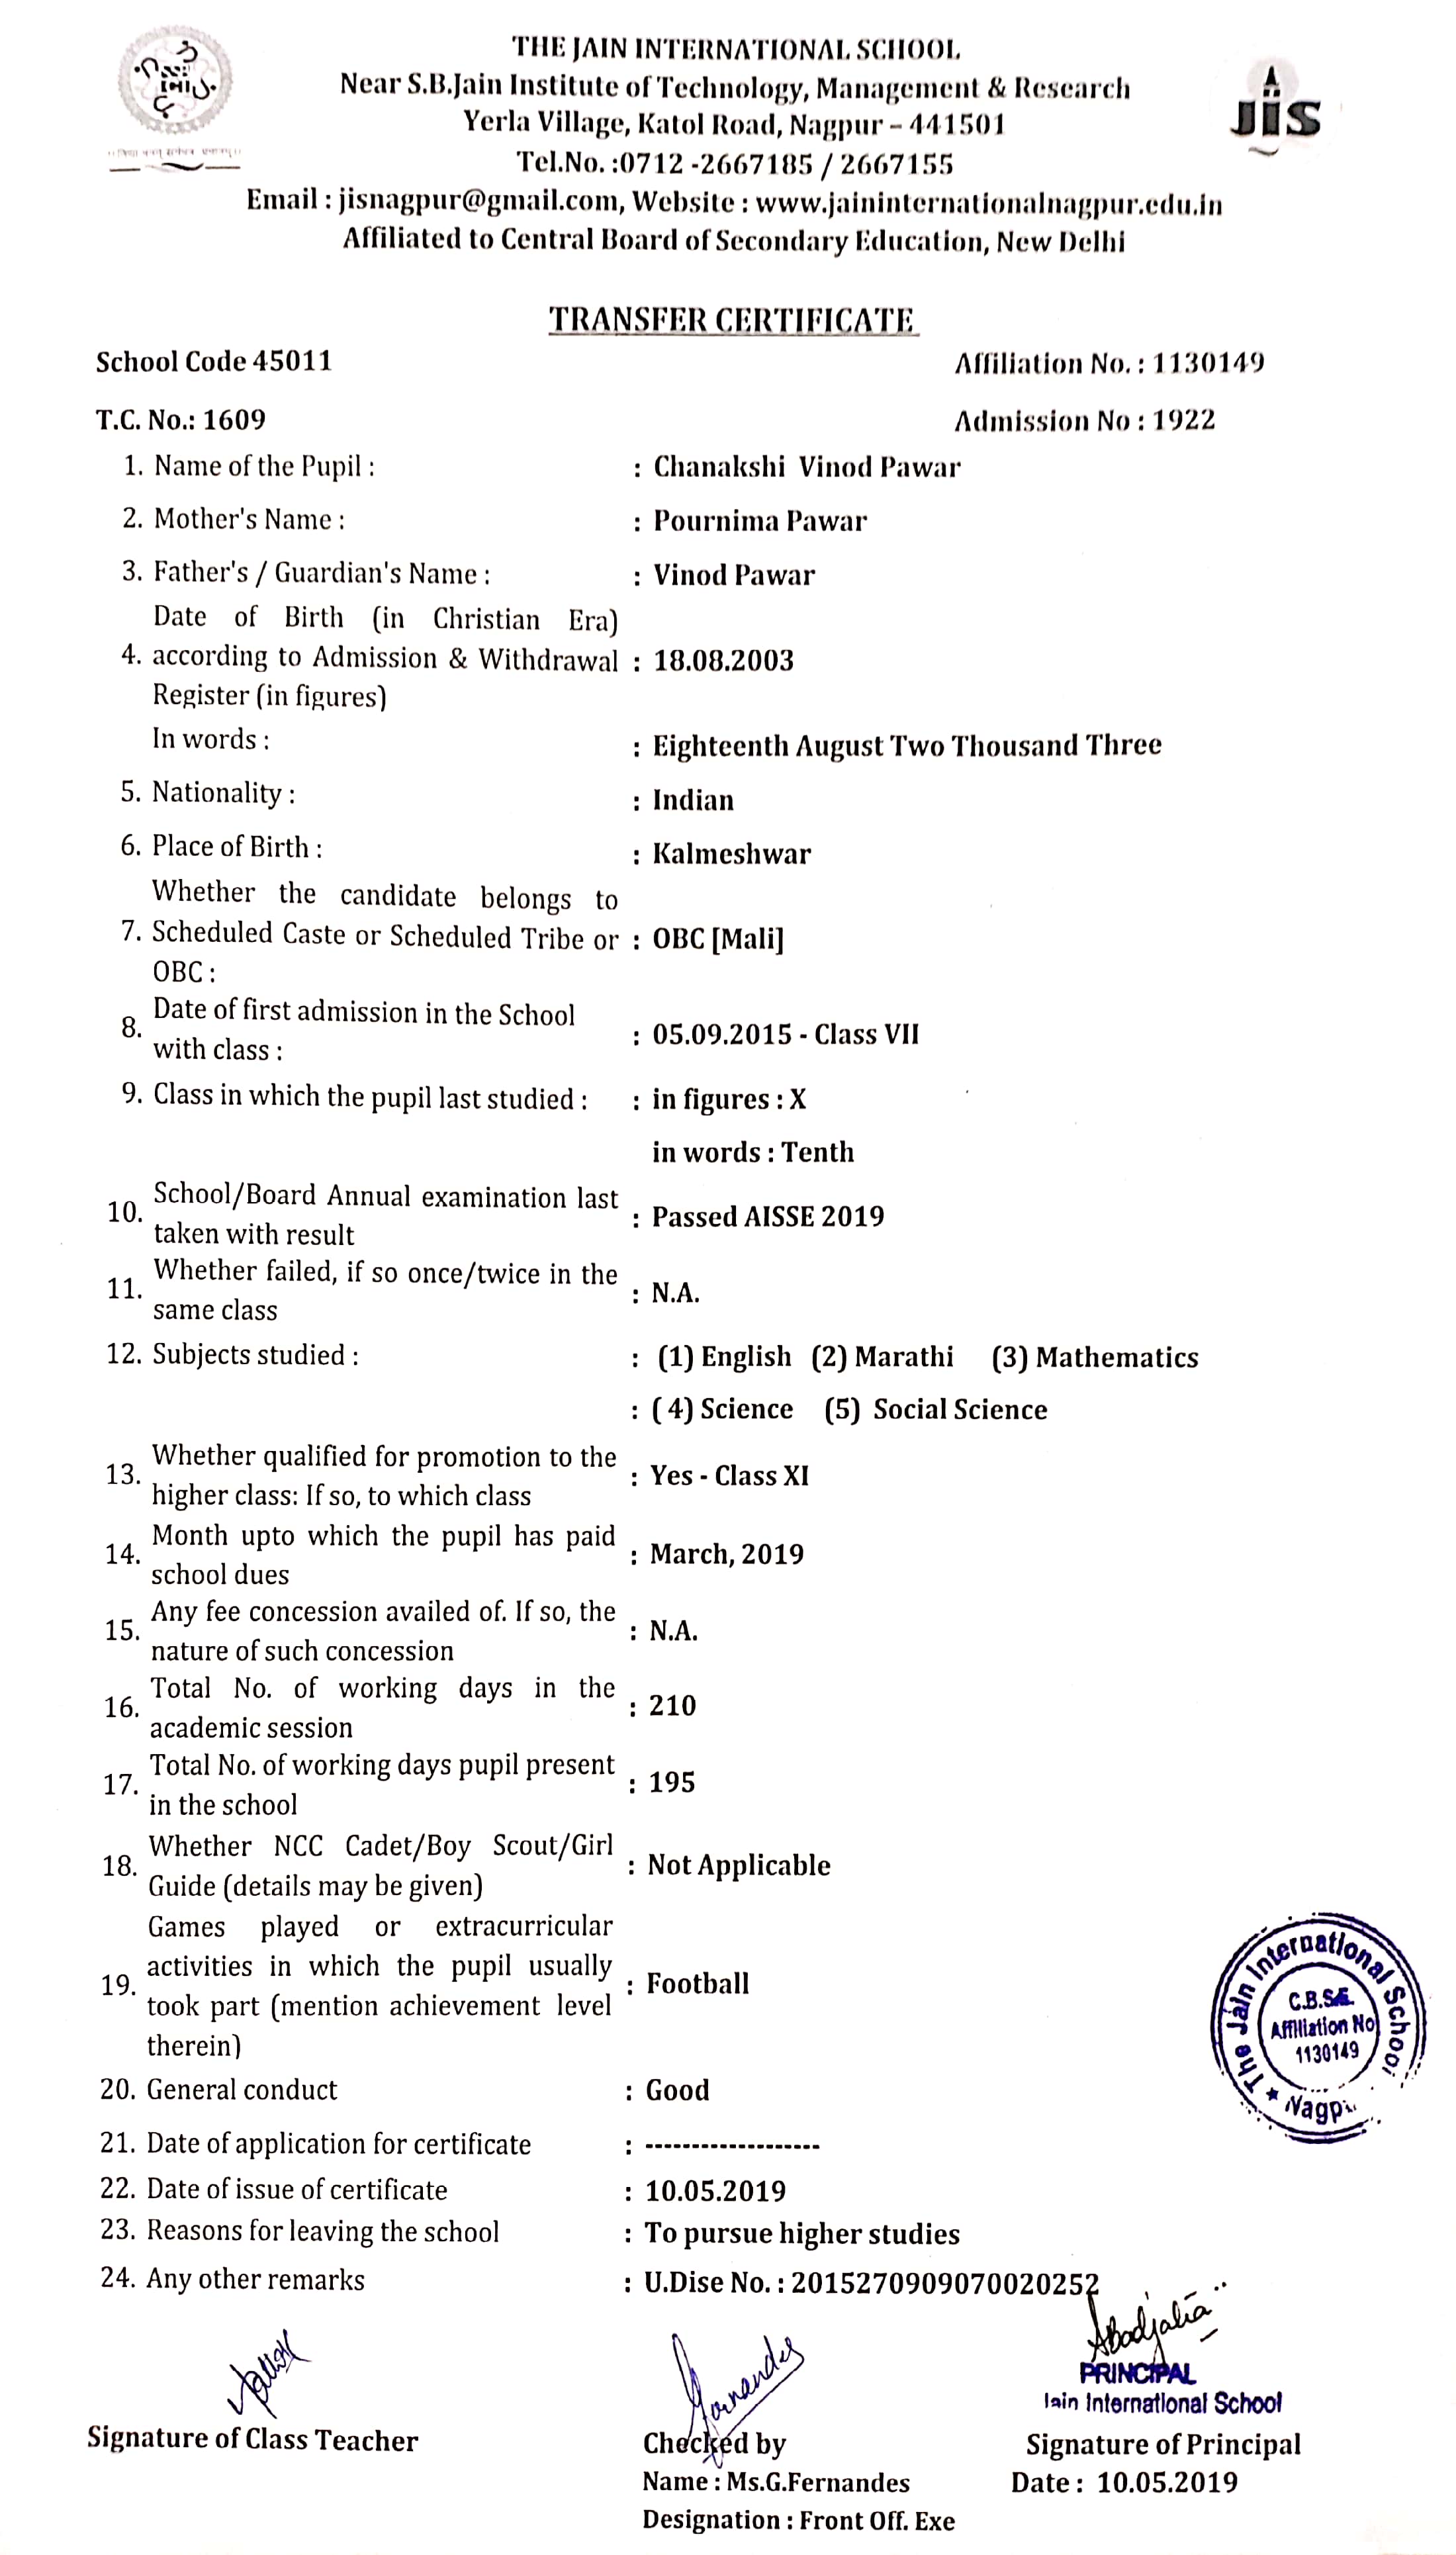 THE JAIN INTERNATIONAL SCHOOL
Near S.B.Jain Institute of Technology, Management & Research
Yerla Village, Katol Road, Nagpur – 441501
JIS
Tel.No. :0712 -2667185 / 2667155
Email : jisnagpur@gmail.com, Website : www.jaininternationalnagpur.edu.in
Affiliated to Central Board of Secondary Education, New Delhi
TRANSFER CERTIFICATE
School Code 45011 Affiliation No. : 1130149
T.C. No.: 1609 Admission No : 1922
1. Name of the Pupil : : Chanakshi Vinod Pawar
2. Mother's Name : : Pournima Pawar
3. Father's / Guardian's Name : : Vinod Pawar
Date of Birth (in Christian Era)
4. according to Admission & Withdrawal : 18.08.2003
Register (in figures)
In words : : Eighteenth August Two Thousand Three
5. Nationality : : Indian
6. Place of Birth : : Kalmeshwar
Whether the candidate belongs to
7. Scheduled Caste or Scheduled Tribe or : OBC [Mali]
OBC :
8. Date of first admission in the School
with class : : 05.09.2015 - Class VII
9. Class in which the pupil last studied : : in figures : X
in words : Tenth
10. School/Board Annual examination last
taken with result : Passed AISSE 2019
11. Whether failed, if so once/twice in the
same class : N.A.
12. Subjects studied : : (1) English (2) Marathi (3) Mathematics
: ( 4) Science (5) Social Science
13. Whether qualified for promotion to the
higher class: If so, to which class : Yes - Class XI
14. Month upto which the pupil has paid
school dues : March, 2019
15. Any fee concession availed of. If so, the
nature of such concession : N.A.
16. Total No. of working days in the
academic session : 210
17. Total No. of working days pupil present
in the school : 195
18. Whether NCC Cadet/Boy Scout/Girl
Guide (details may be given) : Not Applicable
Games played or extracurricular
19. activities in which the pupil usually
took part (mention achievement level : Football
therein)
The Jain International School
C.B.S.E.
Affiliation No
1130149
20. General conduct : Good
21. Date of application for certificate : -------------------
22. Date of issue of certificate : 10.05.2019
23. Reasons for leaving the school : To pursue higher studies
24. Any other remarks : U.Dise No. : 2015270909070020252
PRINCIPAL
Jain International School
Signature of Class Teacher Checked by Signature of Principal
Name : Ms.G.Fernandes Date : 10.05.2019
Designation : Front Off. Exe